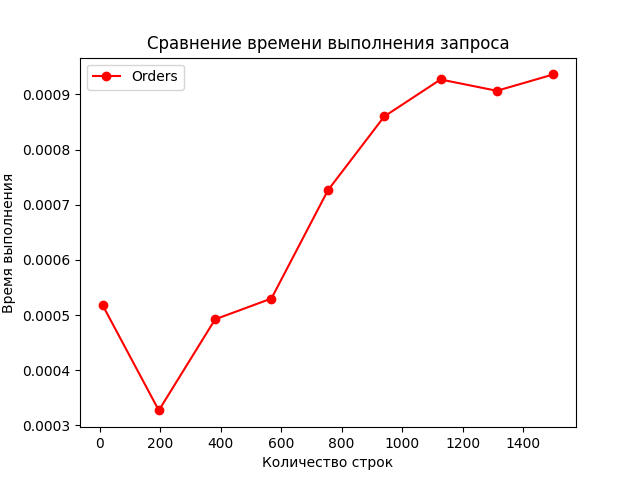 Сравнение времени выполнения запроса
Orders
Время выполнения
0.0009
0.0008
0.0007
0.0006
0.0005
0.0004
0.0003
0 200 400 600 800 1000 1200 1400
Количество строк